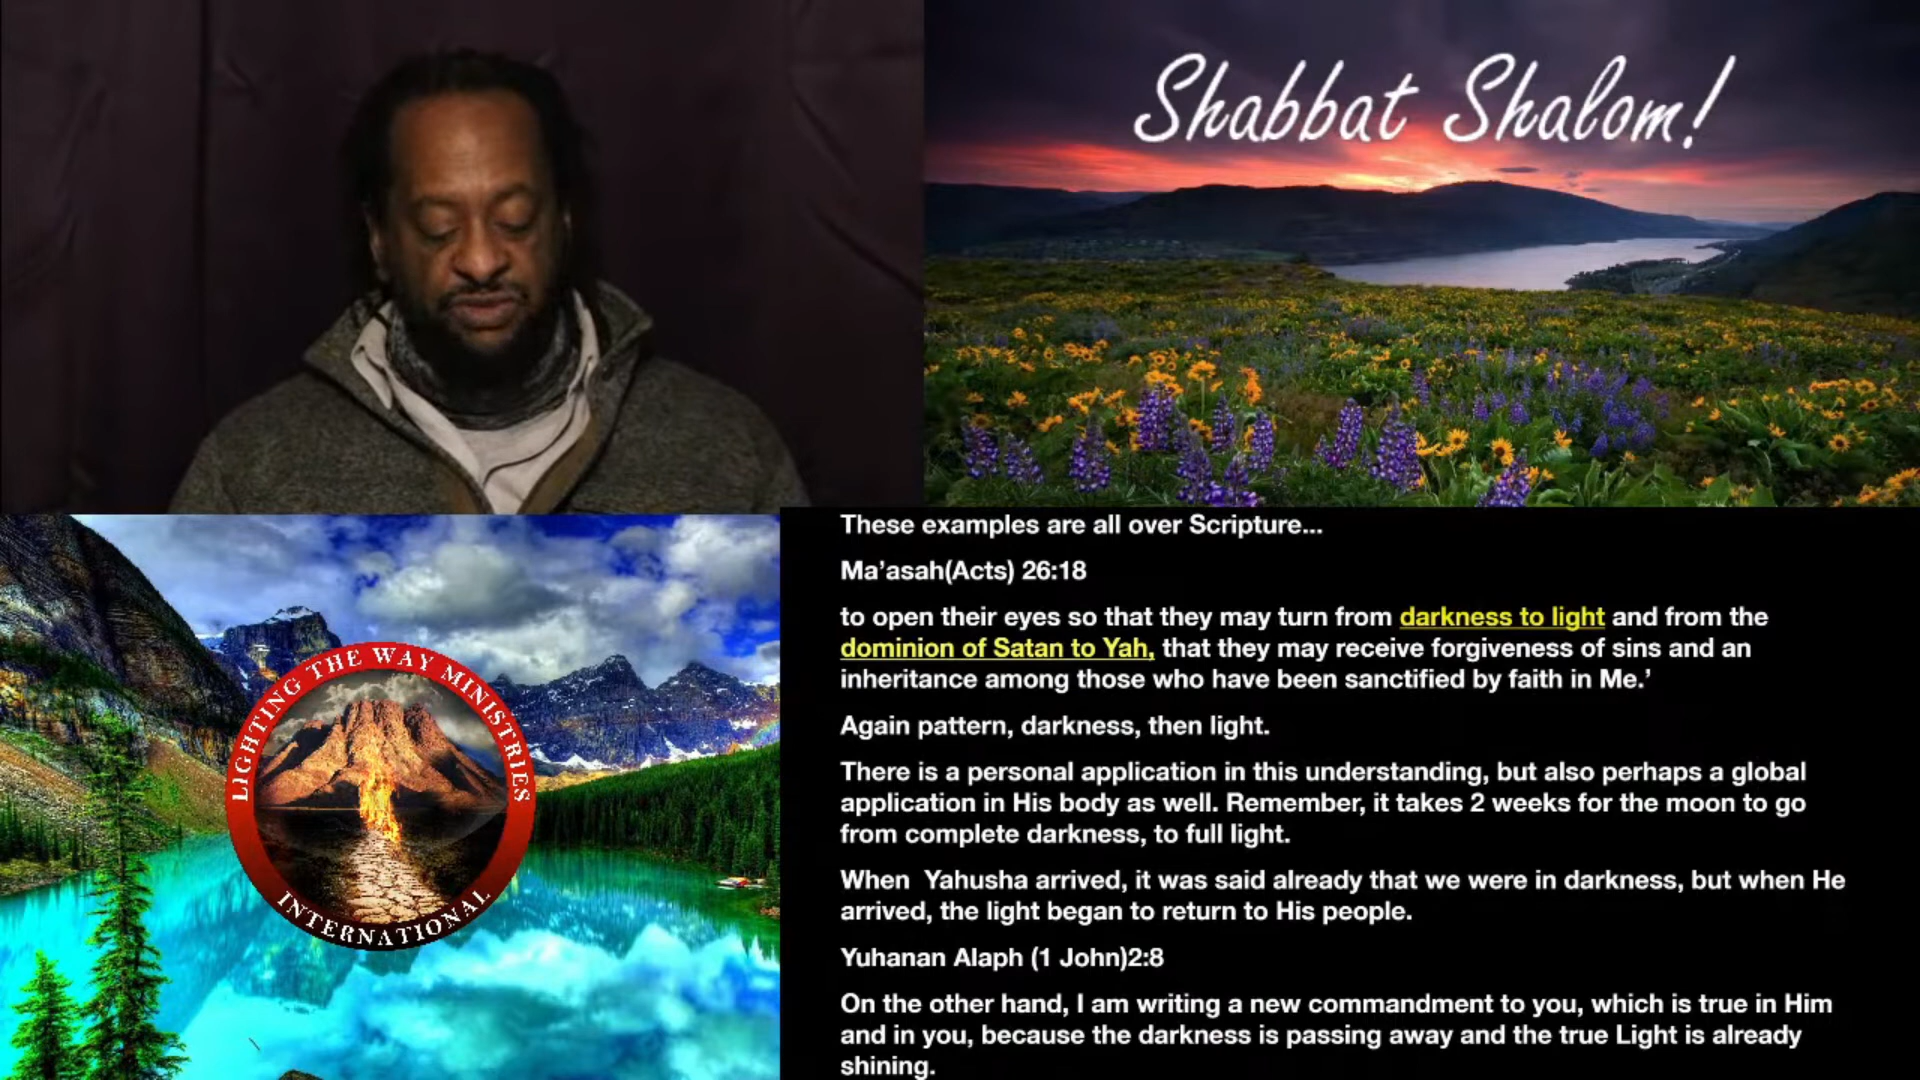 Shabbat Shalom!
LIGHTING THE WAY MINISTRIES
INTERNATIONAL
These examples are all over Scripture...
Ma’asah(Acts) 26:18
to open their eyes so that they may turn from darkness to light and from the
dominion of Satan to Yah, that they may receive forgiveness of sins and an
inheritance among those who have been sanctified by faith in Me.’
Again pattern, darkness, then light.
There is a personal application in this understanding, but also perhaps a global
application in His body as well. Remember, it takes 2 weeks for the moon to go
from complete darkness, to full light.
When  Yahusha arrived, it was said already that we were in darkness, but when He
arrived, the light began to return to His people.
Yuhanan Alaph (1 John)2:8
On the other hand, I am writing a new commandment to you, which is true in Him
and in you, because the darkness is passing away and the true Light is already
shining.